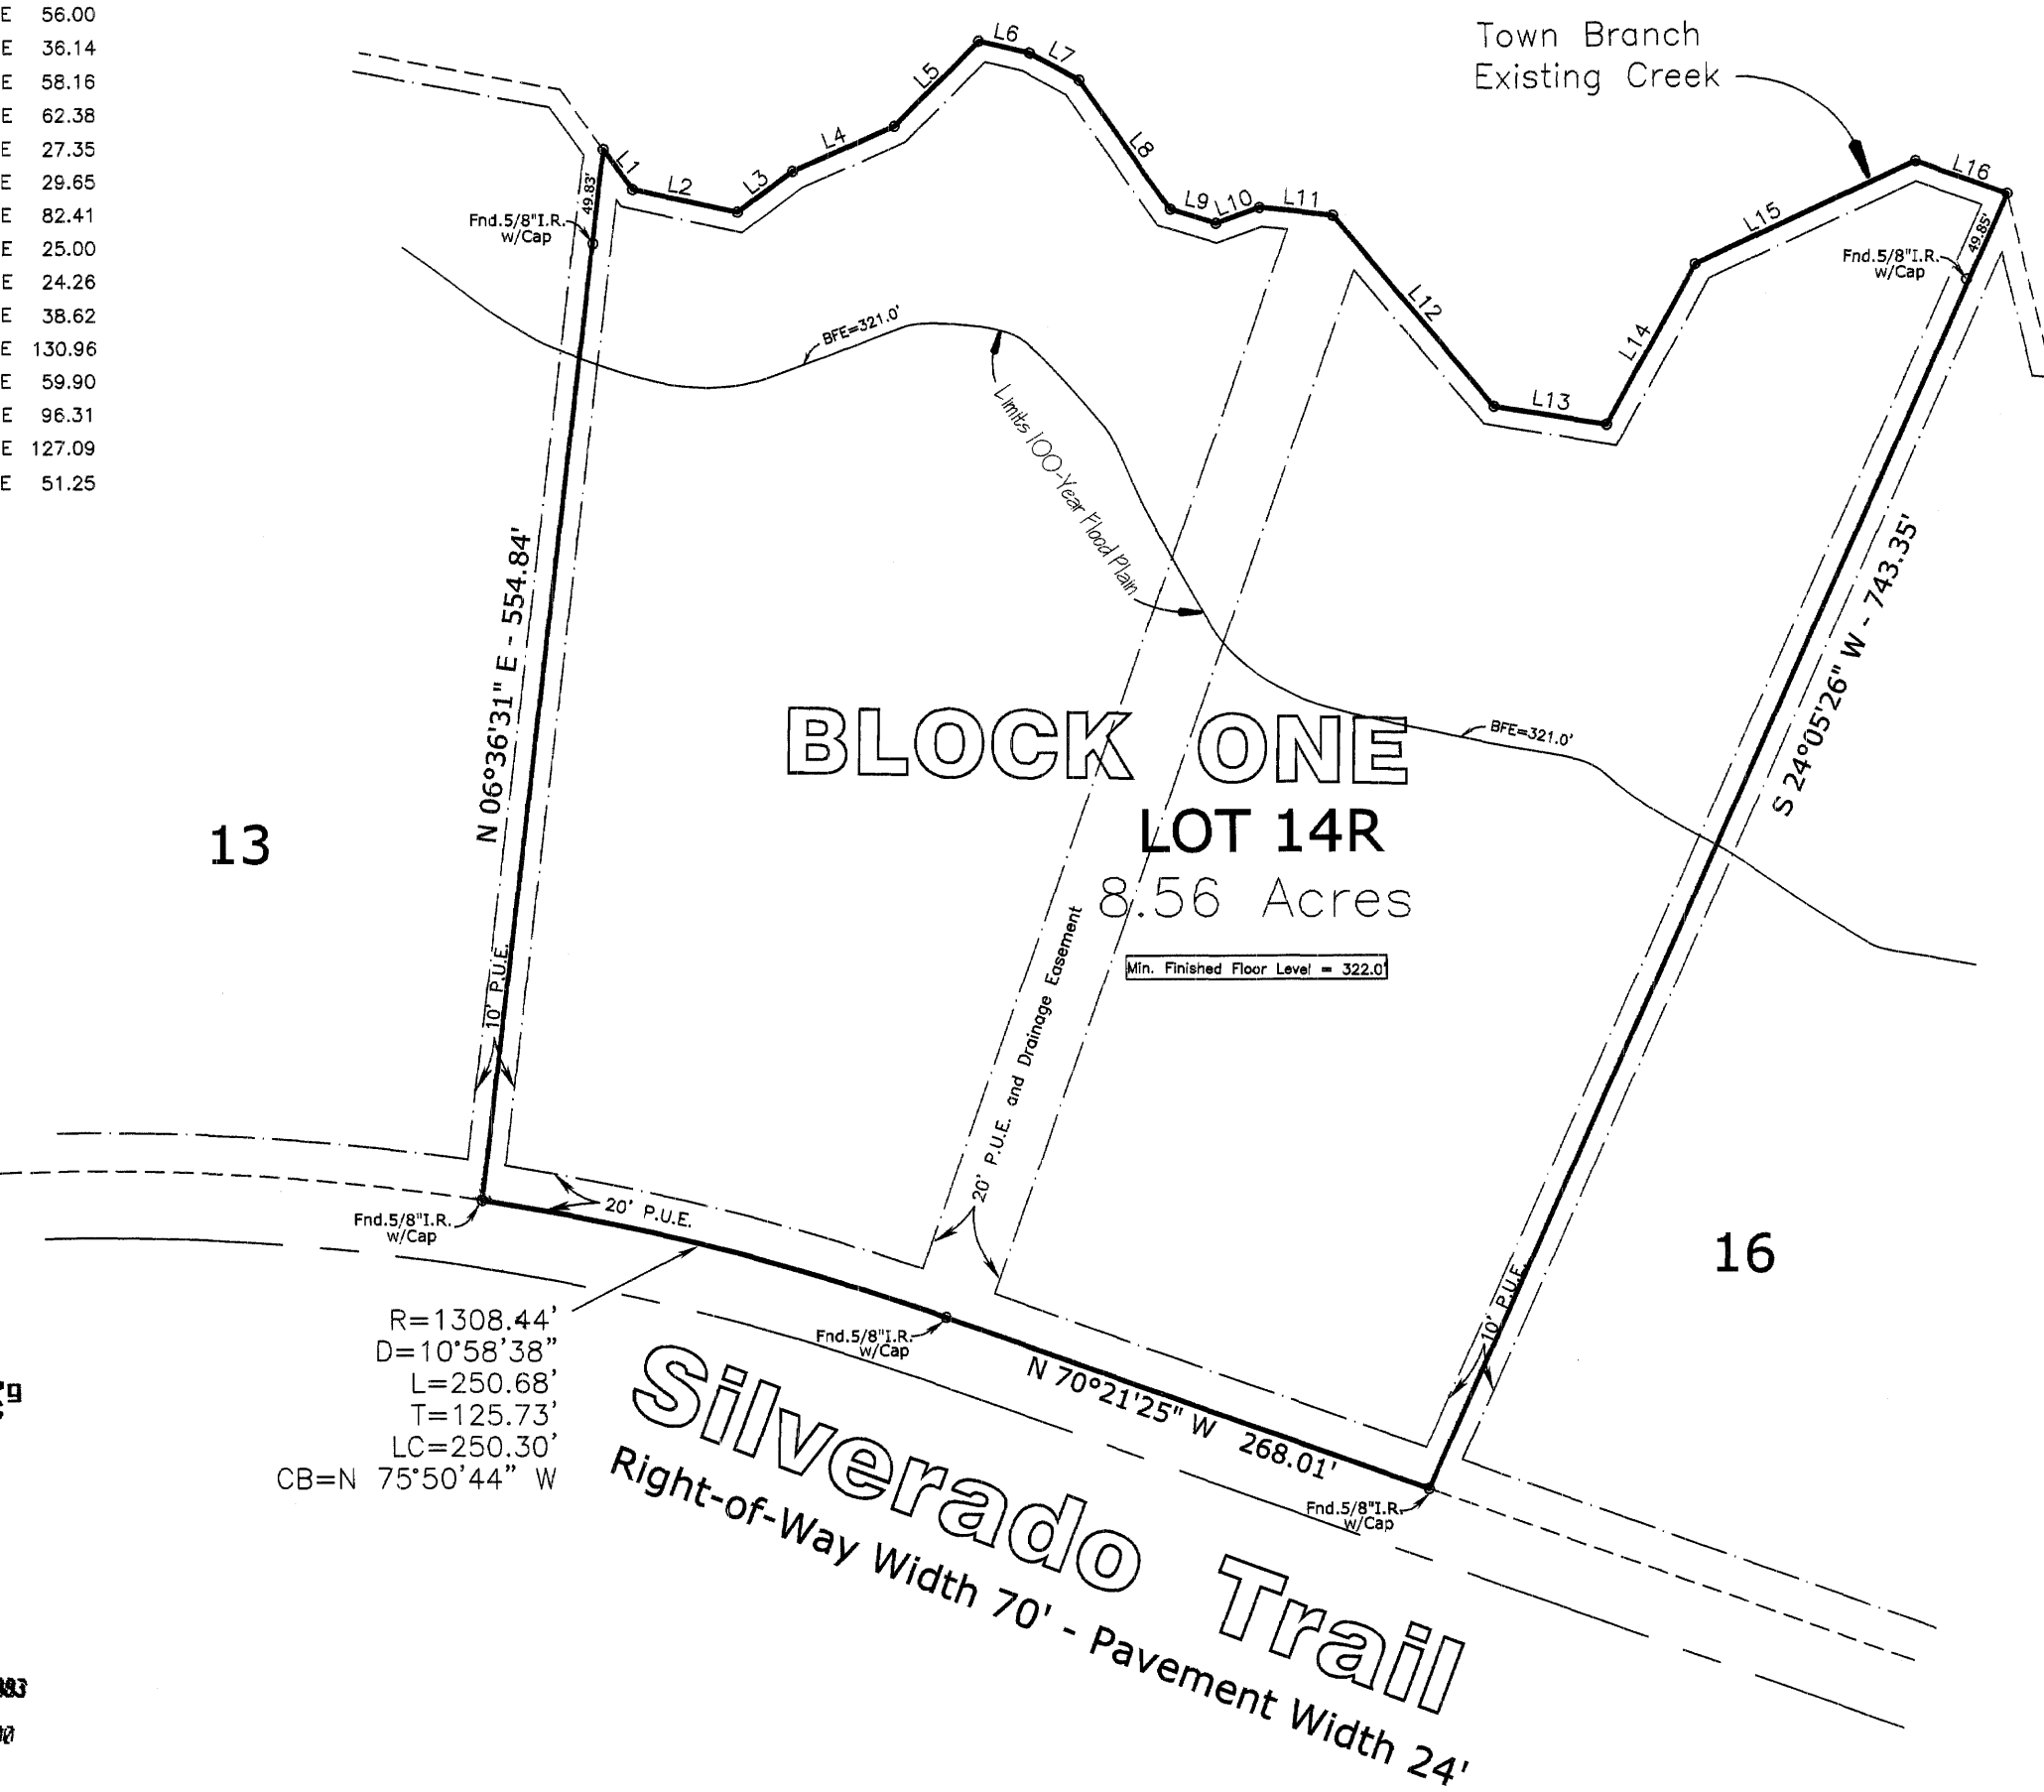 E 56.00
E 36.14
E 58.16
E 62.38
E 27.35
E 29.65
E 82.41
E 25.00
E 24.26
E 38.62
E 130.96
E 59.90
E 96.31
E 127.09
E 51.25
Town Branch
Existing Creek
L1
L2
L3
L4
L5
L6
L7
L8
L9
L10
L11
L12
L13
L14
L15
L16
49.83'
Fnd.5/8"I.R.
w/Cap
49.85'
Fnd.5/8"I.R.
w/Cap
BFE=321.0'
Limits 100-Year Flood Plain
N 06°36'31" E - 554.84'
S 24°05'26" W - 743.35'
BLOCK ONE
BFE=321.0'
LOT 14R
8.56 Acres
Min. Finished Floor Level = 322.0'
13
16
10' P.U.E.
20' P.U.E. and Drainage Easement
20' P.U.E.
10' P.U.E.
Fnd.5/8"I.R.
w/Cap
Fnd.5/8"I.R.
w/Cap
Fnd.5/8"I.R.
w/Cap
R=1308.44'
D=10°58'38"
L=250.68'
T=125.73'
LC=250.30'
CB=N 75°50'44" W
N 70°21'25" W 268.01'
Silverado Trail
Right-of-Way Width 70' - Pavement Width 24'